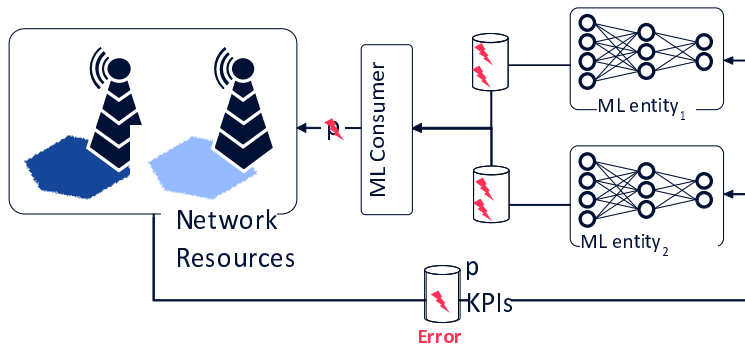 ML entity1
ML Consumer
p
Network
Resources
ML entity2
p
KPIs
Error